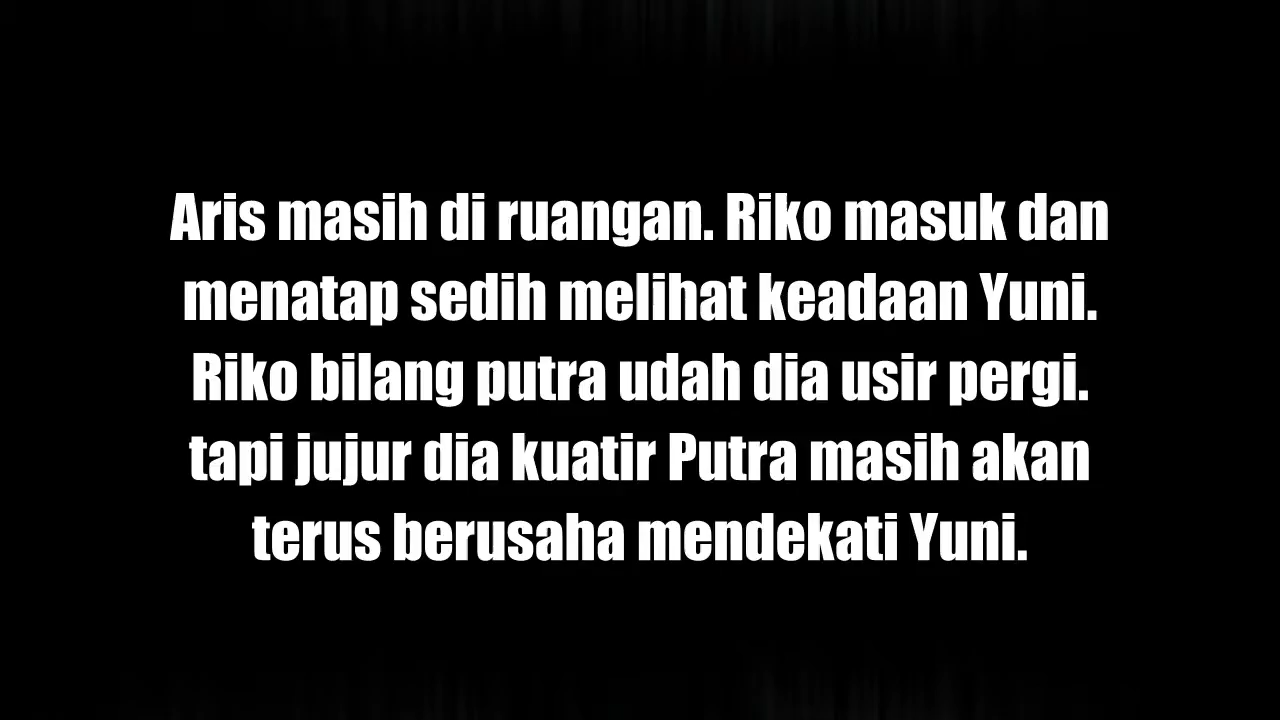 Aris masih di ruangan. Riko masuk dan
menatap sedih melihat keadaan Yuni.
Riko bilang putra udah dia usir pergi.
tapi jujur dia kuatir Putra masih akan
terus berusaha mendekati Yuni.